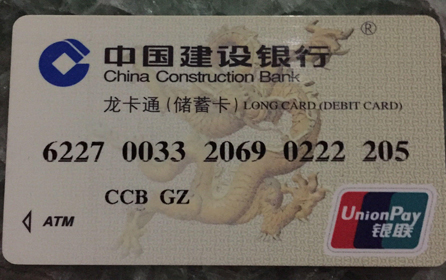 ®
中国建设银行
China Construction Bank
龙卡通(储蓄卡) LONG CARD (DEBIT CARD)
6227 0033 2069 0222 205
CCB GZ
ATM
UnionPay
银联